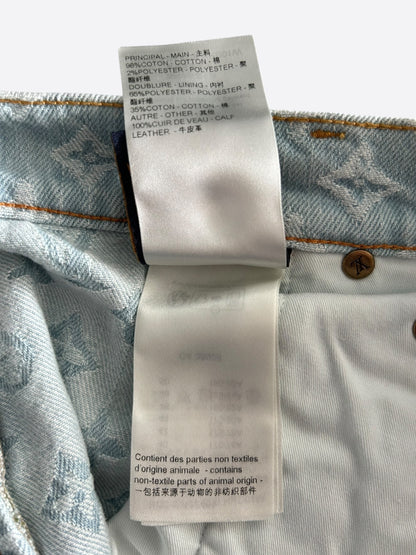 PRINCIPAL - MAIN - 主料
98%COTON - COTTON - 棉
2%POLYESTER - POLYESTER - 聚
酯纤维
DOUBLURE - LINING - 内衬
65%POLYESTER - POLYESTER - 聚
酯纤维
35%COTON - COTTON - 棉
AUTRE - OTHER - 其他
100%CUIR DE VEAU - CALF
LEATHER - 牛皮革
Contient des parties non textiles
d'origine animale - contains
non-textile parts of animal origin -
一包括来源于动物的非纺织部件